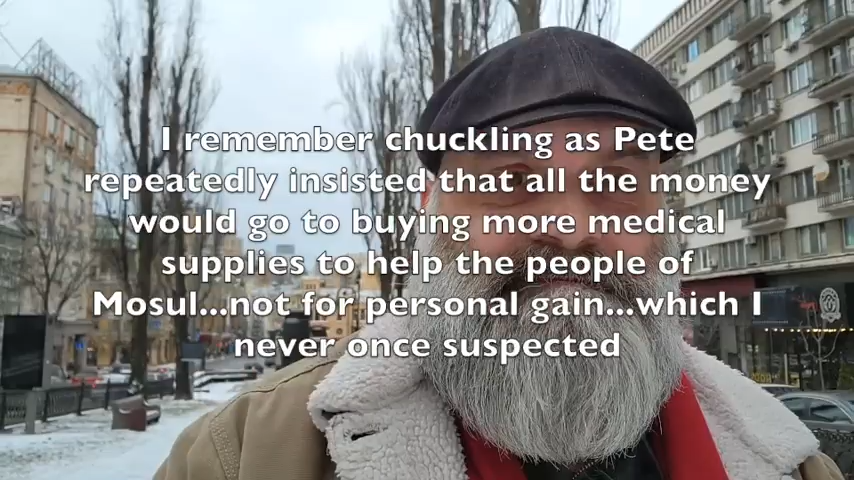 I remember chuckling as Pete
repeatedly insisted that all the money
would go to buying more medical
supplies to help the people of
Mosul...not for personal gain...which I
never once suspected